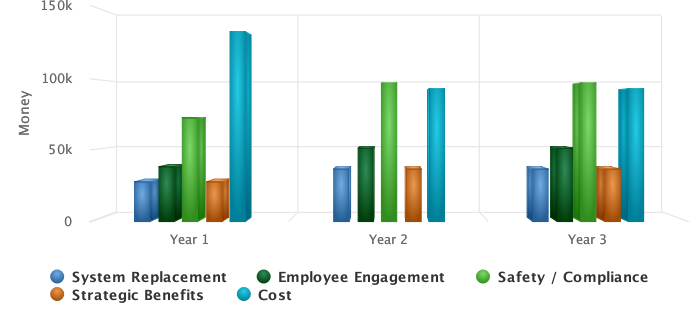 150k
100k
50k
0
Money
Year 1
Year 2
Year 3
System Replacement
Employee Engagement
Safety / Compliance
Strategic Benefits
Cost